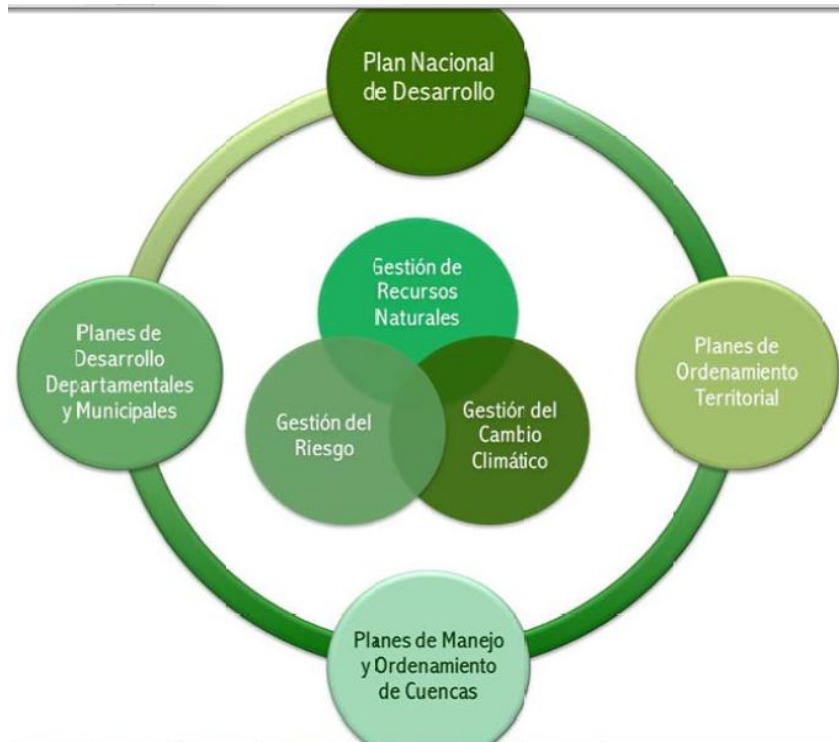 Plan Nacional
de Desarrollo
Gestión de
Recursos
Naturales
Planes de
Desarrollo
Departamentales
y Municipales
Planes de
Ordenamiento
Territorial
Gestión del
Riesgo
Gestión del
Cambio
Climático
Planes de Manejo
y Ordenamiento
de Cuencas